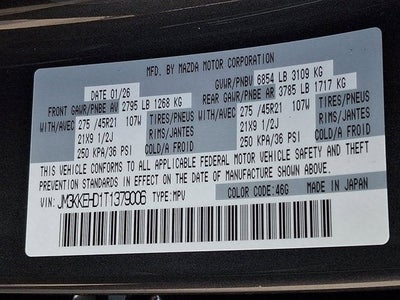 MFD. BY MAZDA MOTOR CORPORATION
DATE 01/26 GVWR/PNBV 6854 LB 3109 KG
FRONT GAWR/PNBE AV 2795 LB 1268 KG REAR GAWR/PNBE AR 3785 LB 1717 KG
WITH/AVEC 275 /45R21 107W TIRES/PNEUS WITH/AVEC 275 /45R21 107W TIRES/PNEUS
21X9 1/2J RIMS/JANTES 21X9 1/2J RIMS/JANTES
250 KPA/36 PSI COLD/A FROID 250 KPA/36 PSI COLD/A FROID
THIS VEHICLE CONFORMS TO ALL APPLICABLE FEDERAL MOTOR VEHICLE SAFETY AND THEFT
PREVENTION STANDARDS IN EFFECT ON THE DATE OF MANUFACTURE SHOWN ABOVE.
VIN: JM3KKEHD1T1379006 TYPE:MPV COLOR CODE:46G MADE IN JAPAN